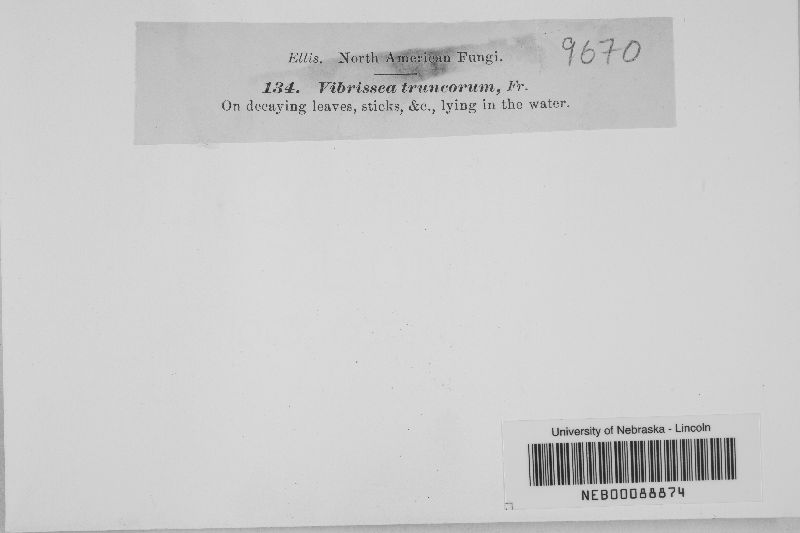 Ellis. North American Fungi.
9670
134. Vibrissea truncorum, Fr.
On decaying leaves, sticks, &c., lying in the water.
University of Nebraska - Lincoln
NEB00088874